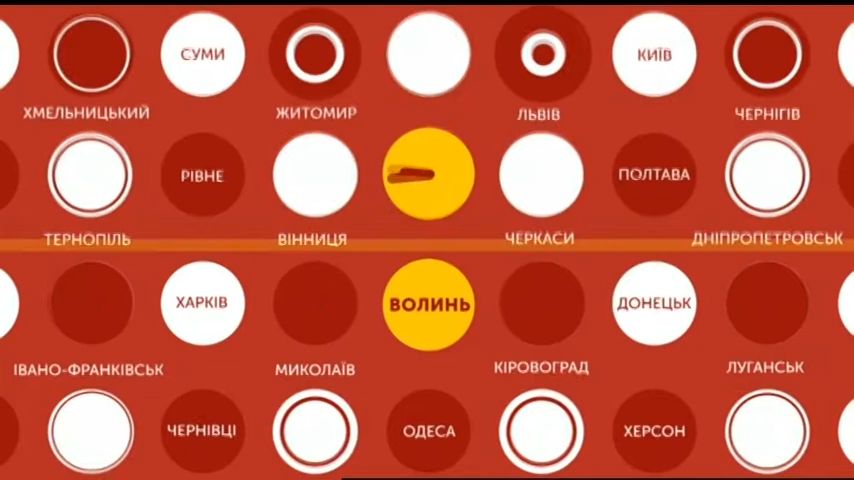 СУМИ
КИЇВ
ХМЕЛЬНИЦЬКИЙ
ЖИТОМИР
ЛЬВІВ
ЧЕРНІГІВ
РІВНЕ
ПОЛТАВА
ТЕРНОПІЛЬ
ВІННИЦЯ
ЧЕРКАСИ
ДНІПРОПЕТРОВСЬК
ХАРКІВ
ВОЛИНЬ
ДОНЕЦЬК
ІВАНО-ФРАНКІВСЬК
МИКОЛАЇВ
КІРОВОГРАД
ЛУГАНСЬК
ЧЕРНІВЦІ
ОДЕСА
ХЕРСОН